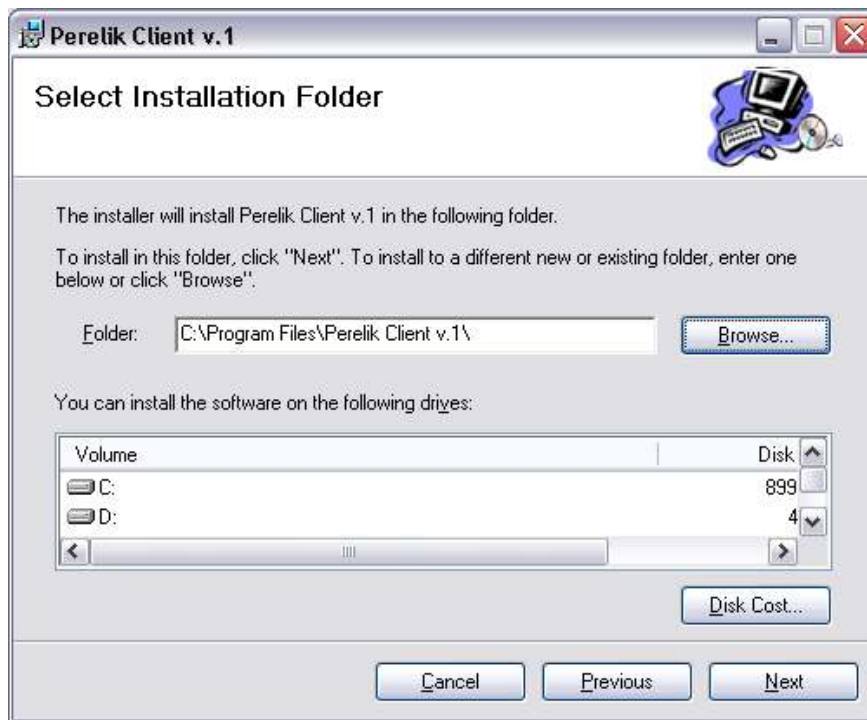 Perelik Client v.1
Select Installation Folder
The installer will install Perelik Client v.1 in the following folder.
To install in this folder, click "Next". To install to a different new or existing folder, enter one
below or click "Browse".
Folder: C:\Program Files\Perelik Client v.1\ Browse...
You can install the software on the following drives:
Volume Disk
C: 899
D: 4
Disk Cost...
Cancel Previous Next